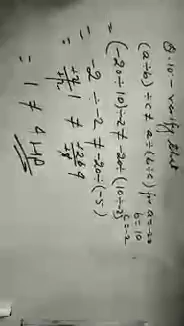 Q.10 - verify that
(a÷b)÷c ≠ a÷(b÷c) for a=-20
b=10
c=-2
= (-20÷10)÷-2 ≠ -20÷(10÷-2)
= -2 ÷ -2 ≠ -20÷(-5)
= 1 ≠
= 1 ≠ 4